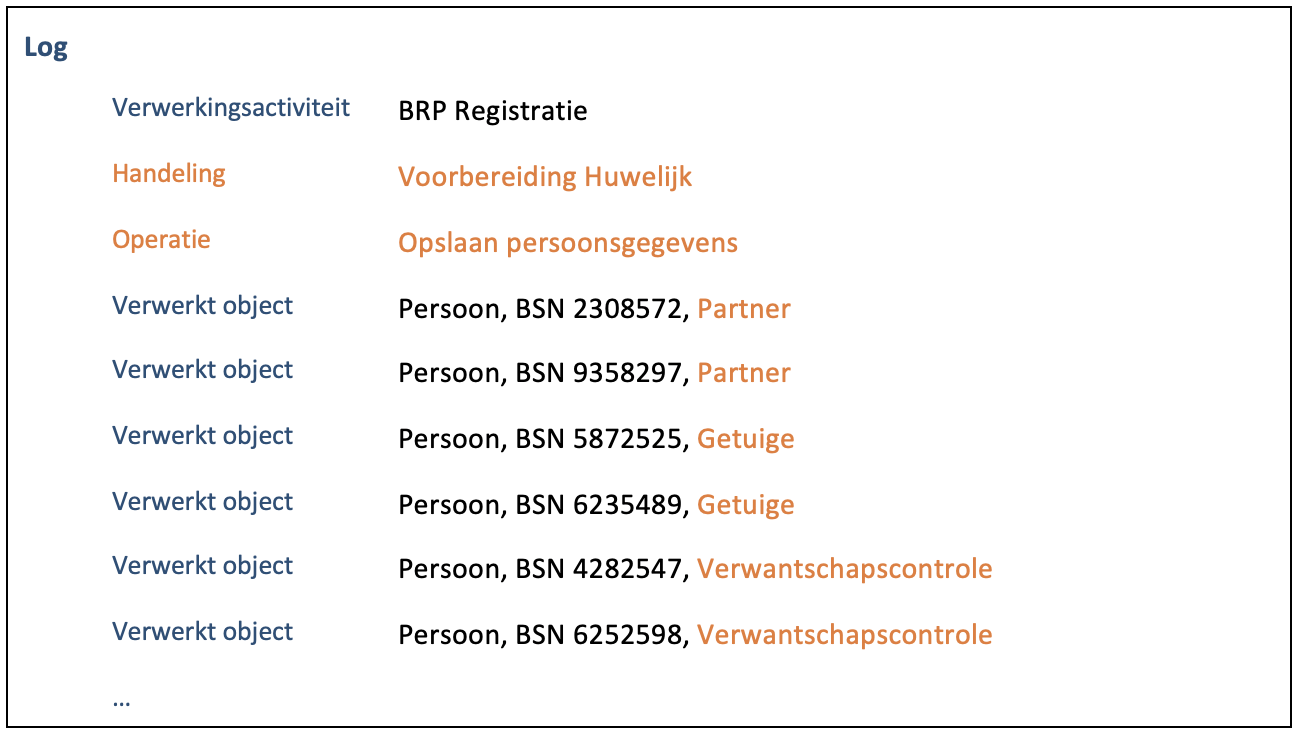 Log
Verwerkingsactiviteit BRP Registratie
Handeling Voorbereiding Huwelijk
Operatie Opslaan persoonsgegevens
Verwerkt object Persoon, BSN 2308572, Partner
Verwerkt object Persoon, BSN 9358297, Partner
Verwerkt object Persoon, BSN 5872525, Getuige
Verwerkt object Persoon, BSN 6235489, Getuige
Verwerkt object Persoon, BSN 4282547, Verwantschapscontrole
Verwerkt object Persoon, BSN 6252598, Verwantschapscontrole
...